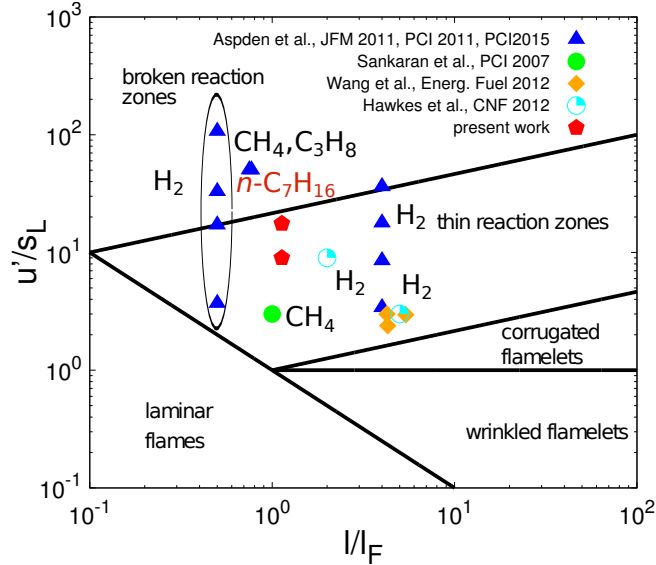 Aspden et al., JFM 2011, PCI 2011, PCI2015
Sankaran et al., PCI 2007
Wang et al., Energ. Fuel 2012
Hawkes et al., CNF 2012
present work
broken reaction
zones
CH₄,C₃H₈
n-C₇H₁₆
H₂
H₂
thin reaction zones
H₂
H₂
CH₄
corrugated
flamelets
laminar
flames
wrinkled flamelets
10³
10²
10¹
10⁰
10⁻¹
u'/s_L
10⁻¹
10⁰
10¹
10²
l/l_F